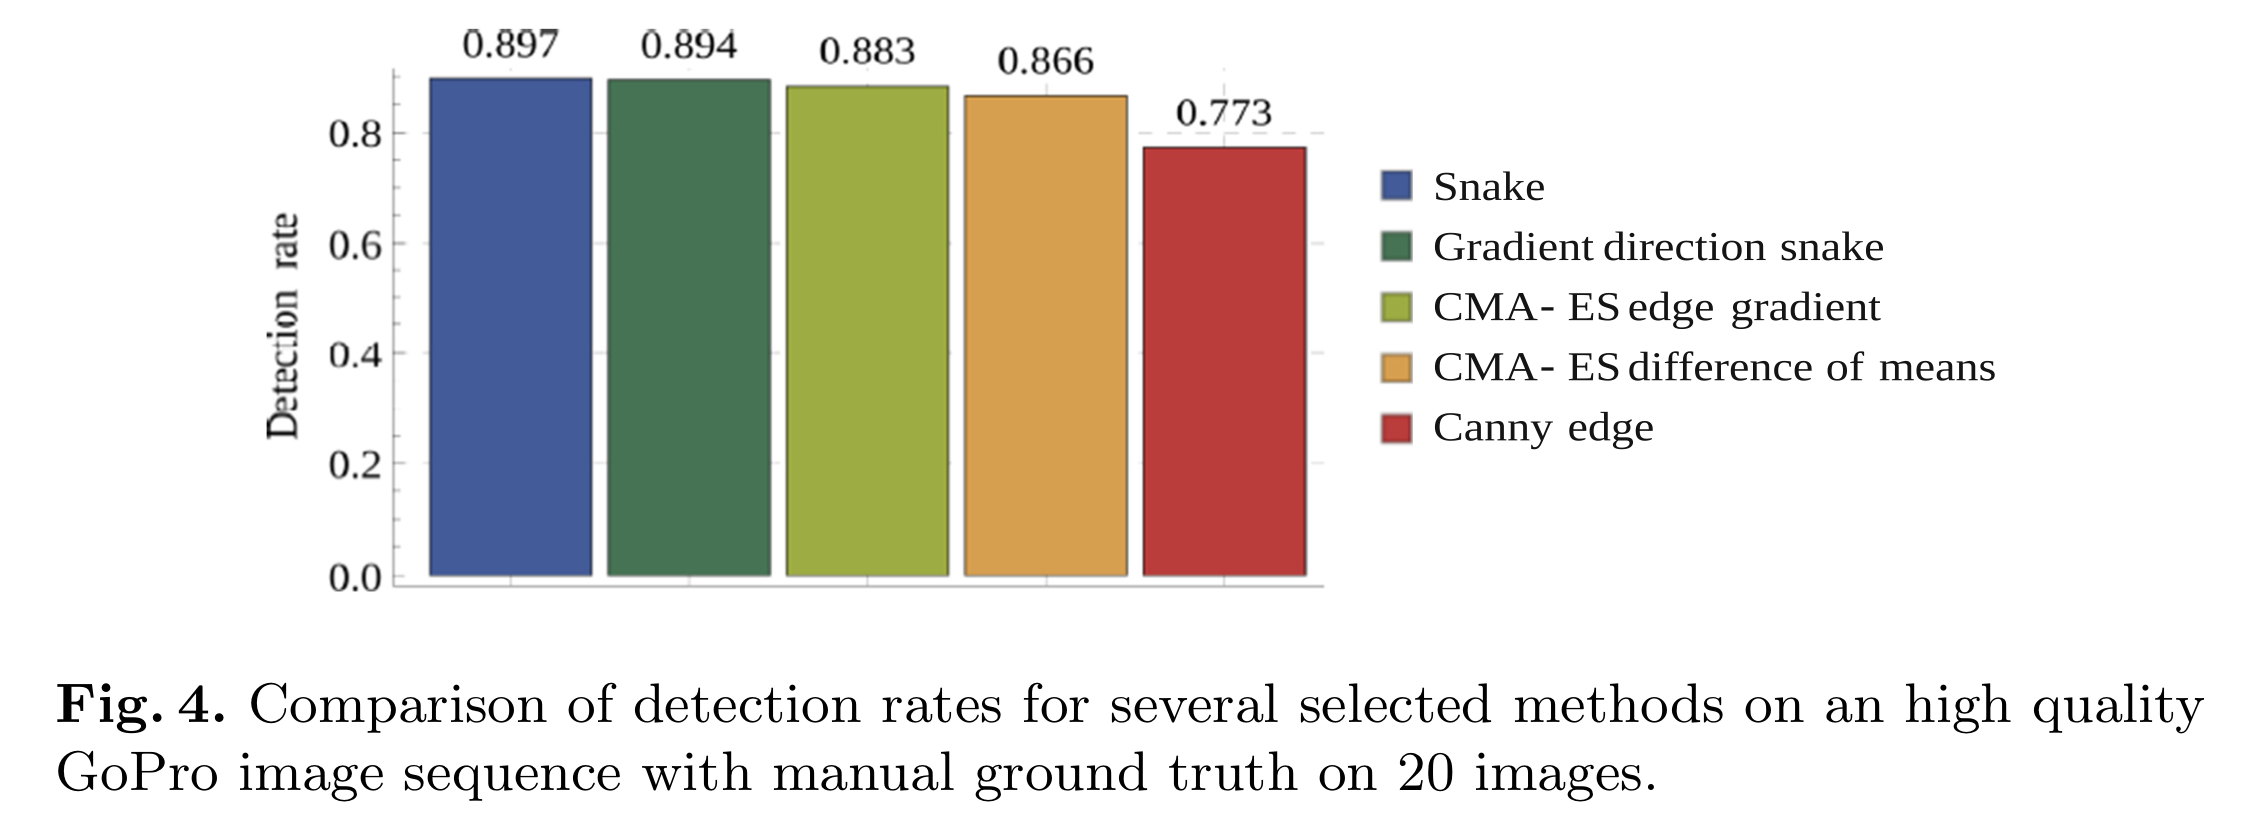 0.897 0.894 0.883 0.866 0.773
0.8
0.6
0.4
0.2
0.0
Detection rate
Snake
Gradient direction snake
CMA- ES edge gradient
CMA- ES difference of means
Canny edge
Fig. 4. Comparison of detection rates for several selected methods on an high quality
GoPro image sequence with manual ground truth on 20 images.